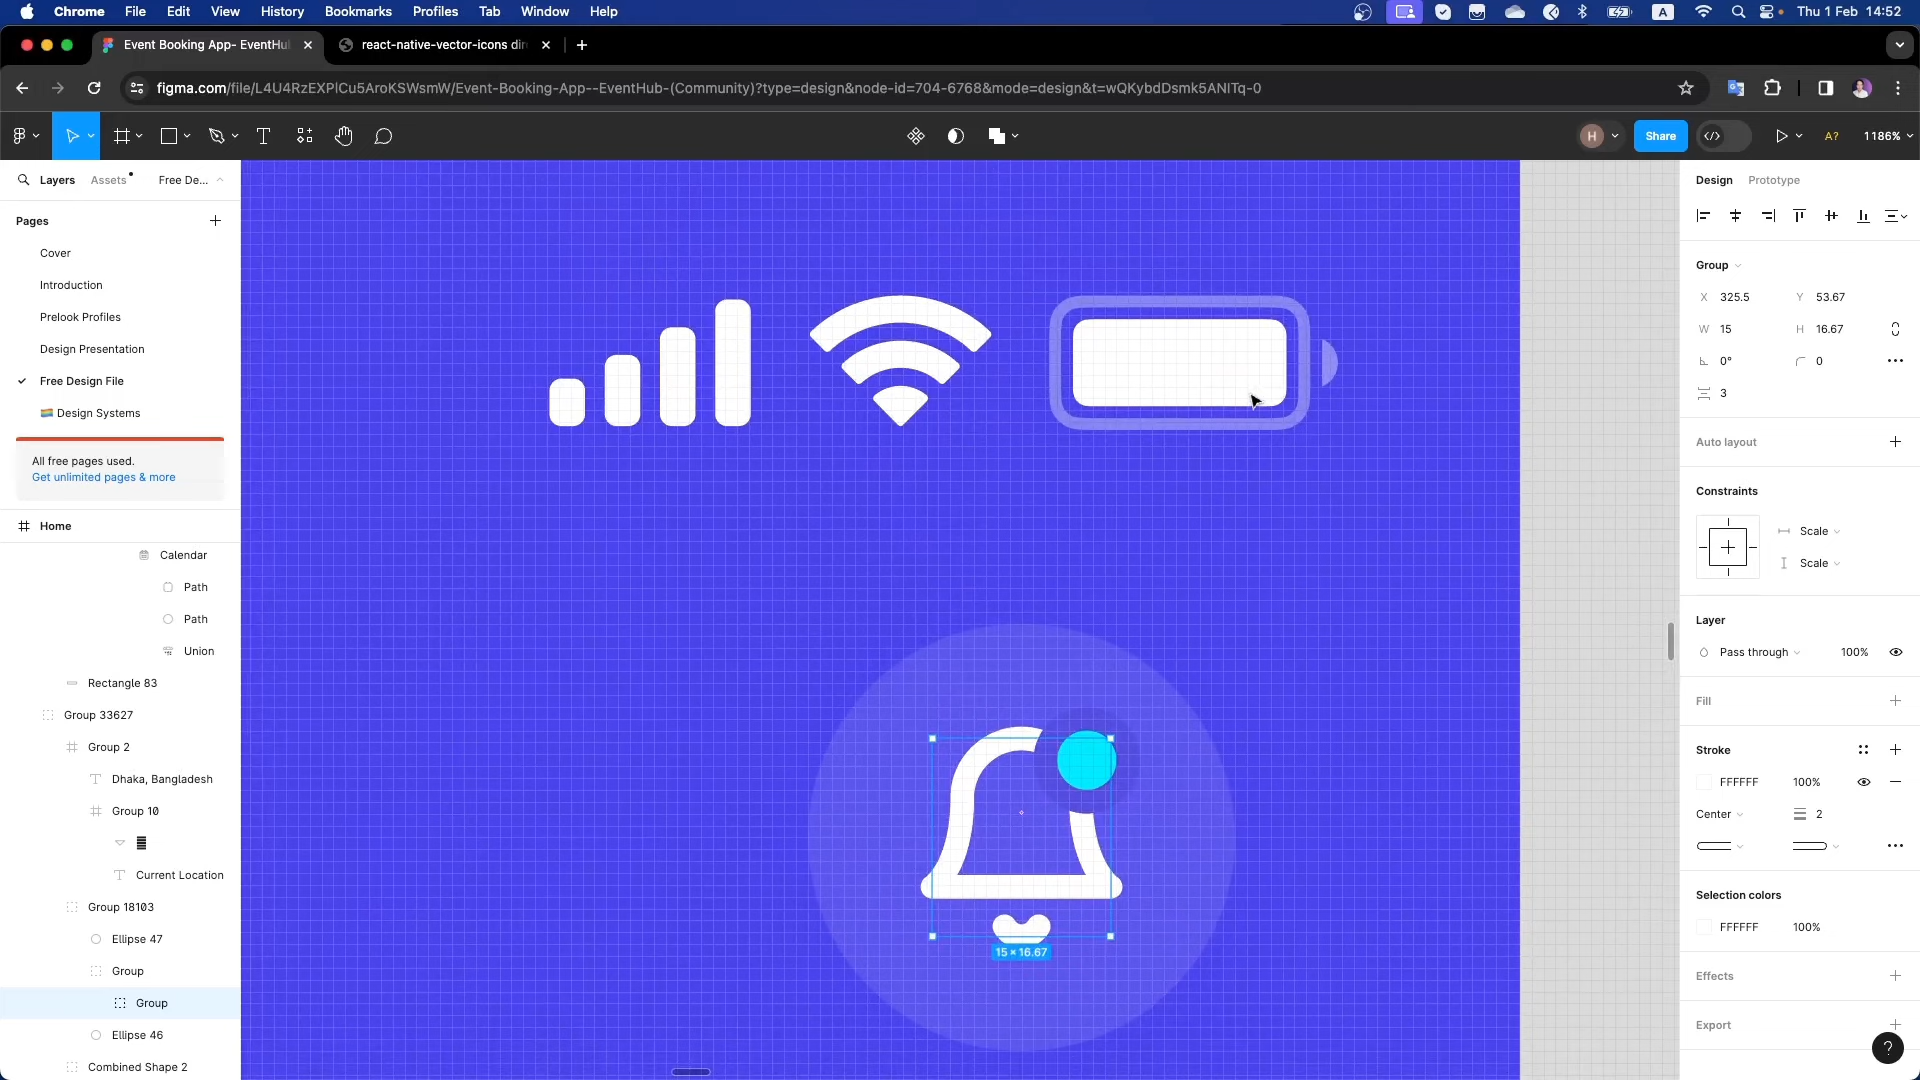 Chrome File Edit View History Bookmarks Profiles Tab Window Help A Thu 1 Feb 14:52
Event Booking App- EventHu
react-native-vector-icons dir
figma.com/file/L4U4RzEXPlCu5AroKSWsmW/Event-Booking-App--EventHub-(Community)?type=design&node-id=704-6768&mode=design&t=wQKybdDsmk5ANITq-0
H Share A? 1186%
Layers Assets Free De...
Pages
Cover
Introduction
Prelook Profiles
Design Presentation
Free Design File
Design Systems
All free pages used.
Get unlimited pages & more
Home
Calendar
Path
Path
Union
Rectangle 83
Group 33627
Group 2
Dhaka, Bangladesh
Group 10
Current Location
Group 18103
Ellipse 47
Group
Group
Ellipse 46
Combined Shape 2
15 × 16.67
Design Prototype
Group
X 325.5 Y 53.67
W 15 H 16.67
0° 0
3
Auto layout
Constraints
Scale
Scale
Layer
Pass through 100%
Fill
Stroke
FFFFFF 100%
Center 2
Selection colors
FFFFFF 100%
Effects
Export
?